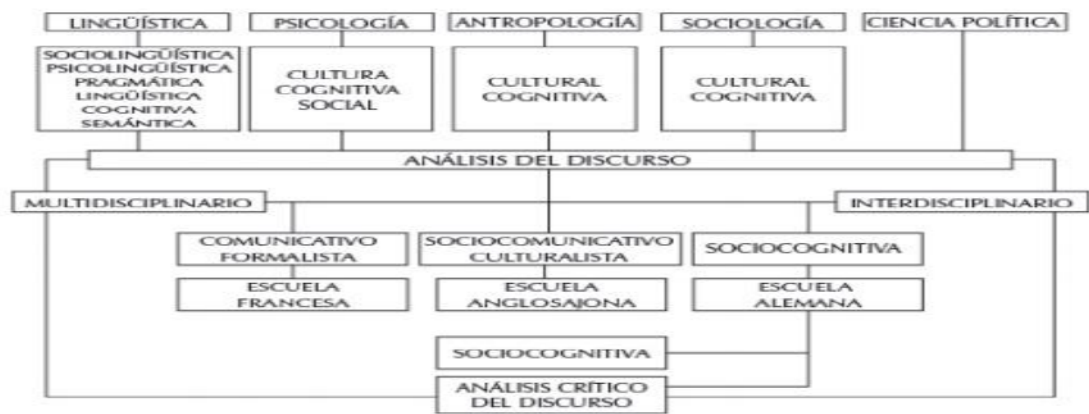 LINGÜÍSTICA
PSICOLOGÍA
ANTROPOLOGÍA
SOCIOLOGÍA
CIENCIA POLÍTICA
SOCIOLINGÜÍSTICA
PSICOLINGÜÍSTICA
PRAGMÁTICA
LINGÜÍSTICA
COGNITIVA
SEMÁNTICA
CULTURA
COGNITIVA
SOCIAL
CULTURAL
COGNITIVA
CULTURAL
COGNITIVA
ANÁLISIS DEL DISCURSO
MULTIDISCIPLINARIO
INTERDISCIPLINARIO
COMUNICATIVO
FORMALISTA
SOCIOCOMUNICATIVO
CULTURALISTA
SOCIOCOGNITIVA
ESCUELA
FRANCESA
ESCUELA
ANGLOSAJONA
ESCUELA
ALEMANA
SOCIOCOGNITIVA
ANÁLISIS CRÍTICO
DEL DISCURSO